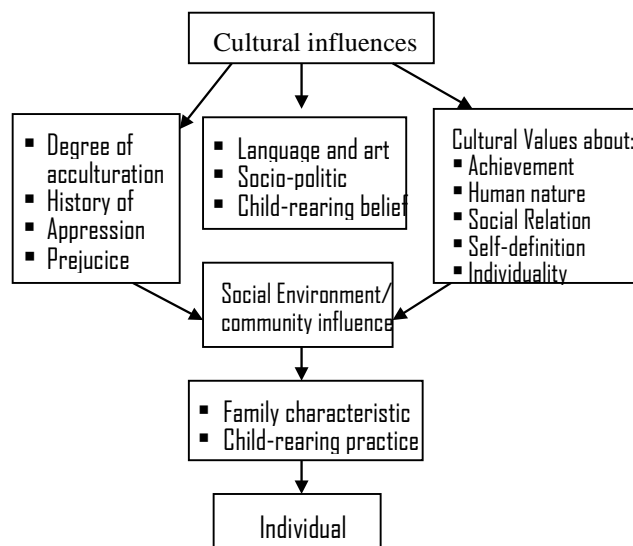 Cultural influences
▪ Degree of
acculturation
▪ History of
▪ Appression
▪ Prejucice
▪ Language and art
▪ Socio-politic
▪ Child-rearing belief
Cultural Values about:
▪ Achievement
▪ Human nature
▪ Social Relation
▪ Self-definition
▪ Individuality
Social Environment/
community influence
▪ Family characteristic
▪ Child-rearing practice
Individual